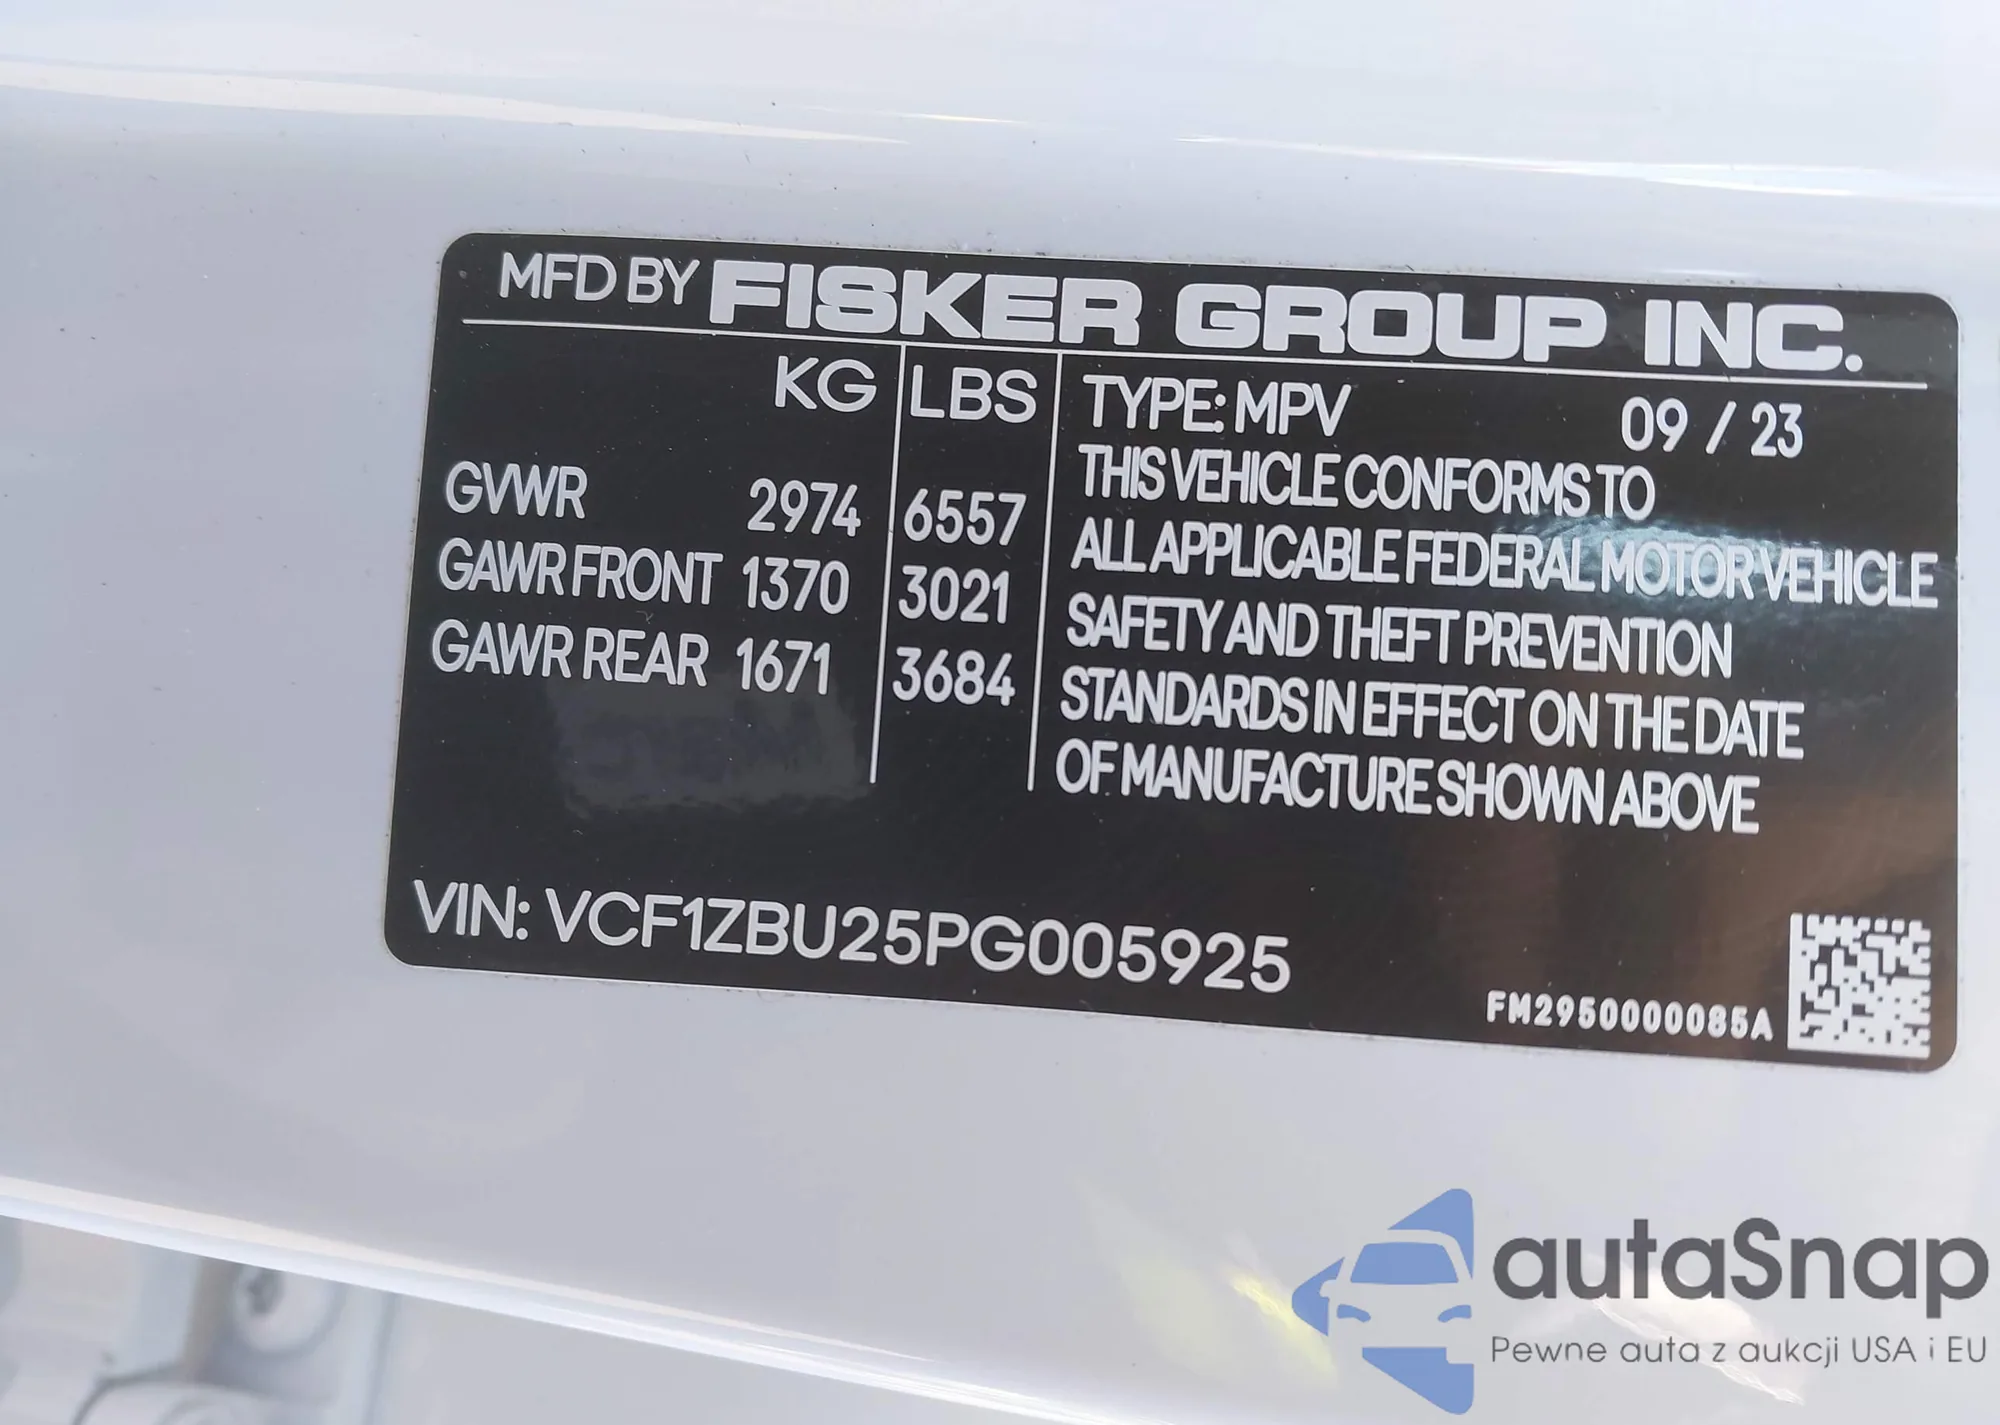 MFD BY FISKER GROUP INC.
KG LBS
TYPE: MPV 09 / 23
THIS VEHICLE CONFORMS TO
ALL APPLICABLE FEDERAL MOTOR VEHICLE
SAFETY AND THEFT PREVENTION
STANDARDS IN EFFECT ON THE DATE
OF MANUFACTURE SHOWN ABOVE
GVWR 2974 6557
GAWR FRONT 1370 3021
GAWR REAR 1671 3684
VIN: VCF1ZBU25PG005925
FM2950000085A
autaSnap
Pewne auta z aukcji USA i EU